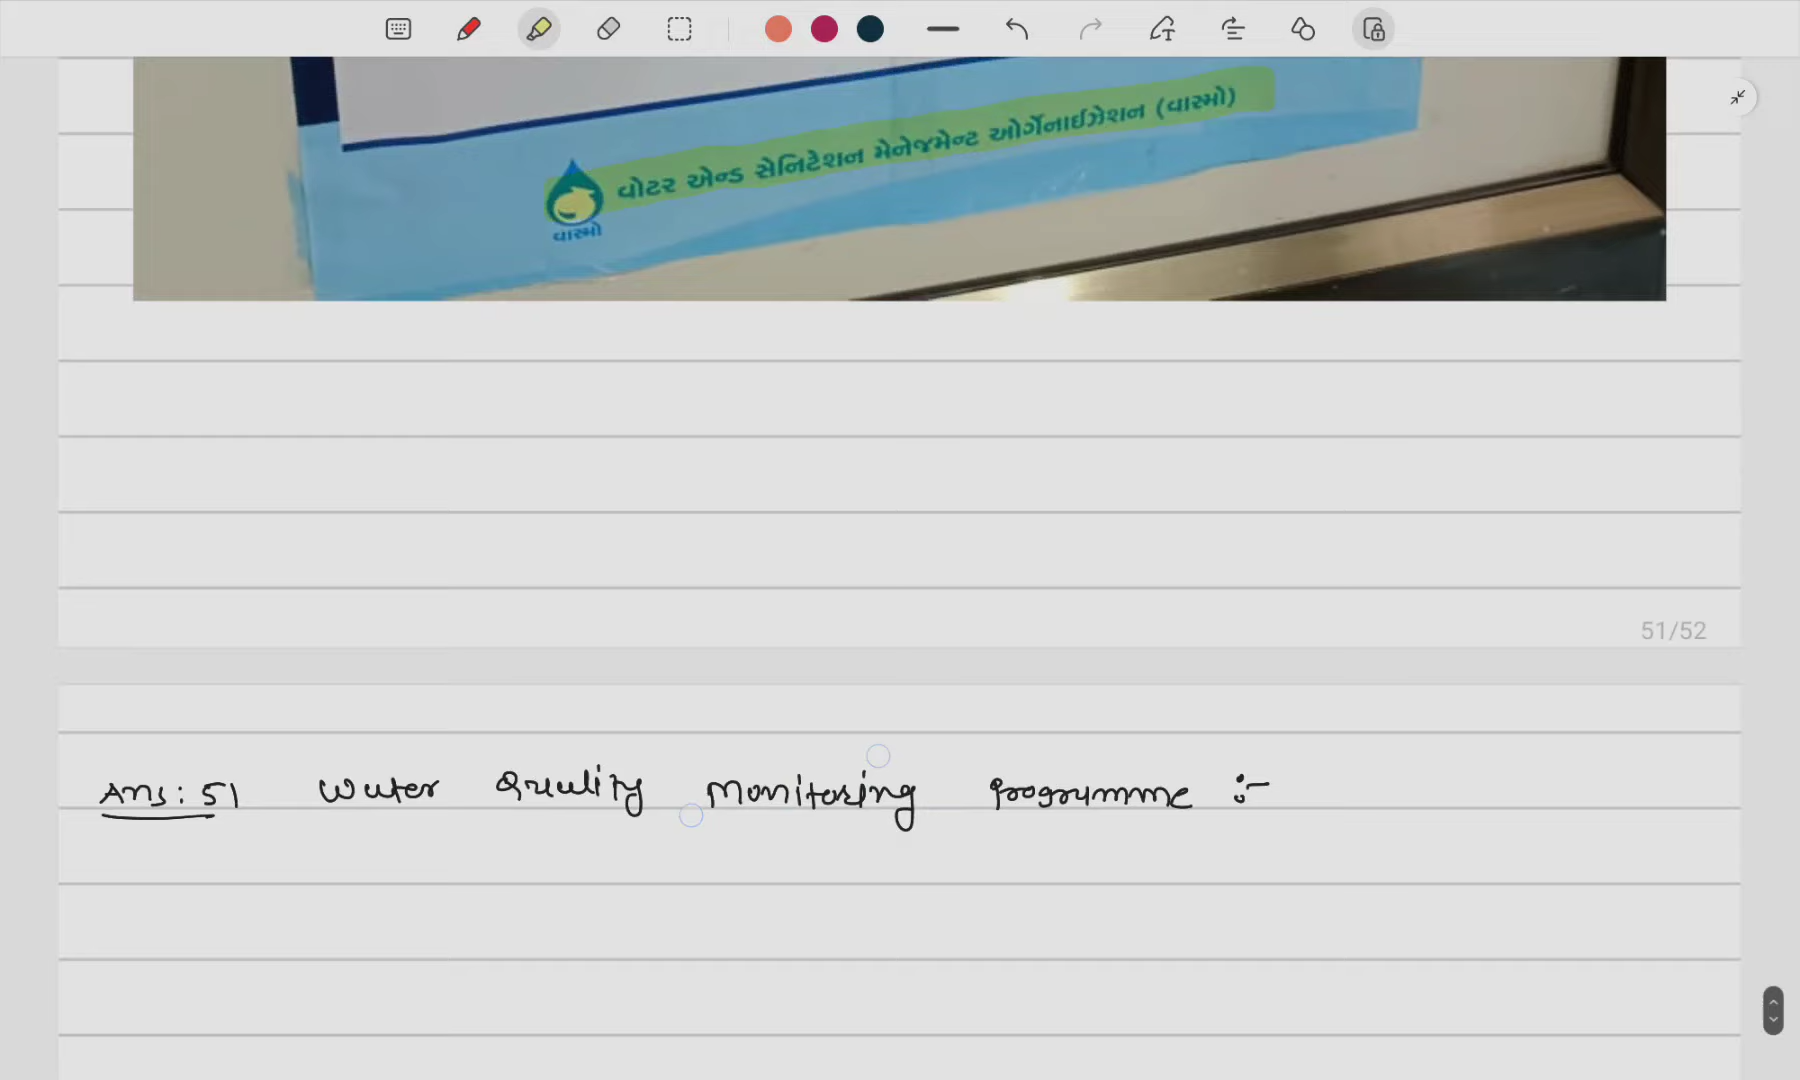 વોટર એન્ડ સેનિટેશન મેનેજમેન્ટ ઓર્ગેનાઈઝેશન (વાસ્મો)
વાસ્મો
51/52
Ans: 51 Water Quality Monitoring Programme :-